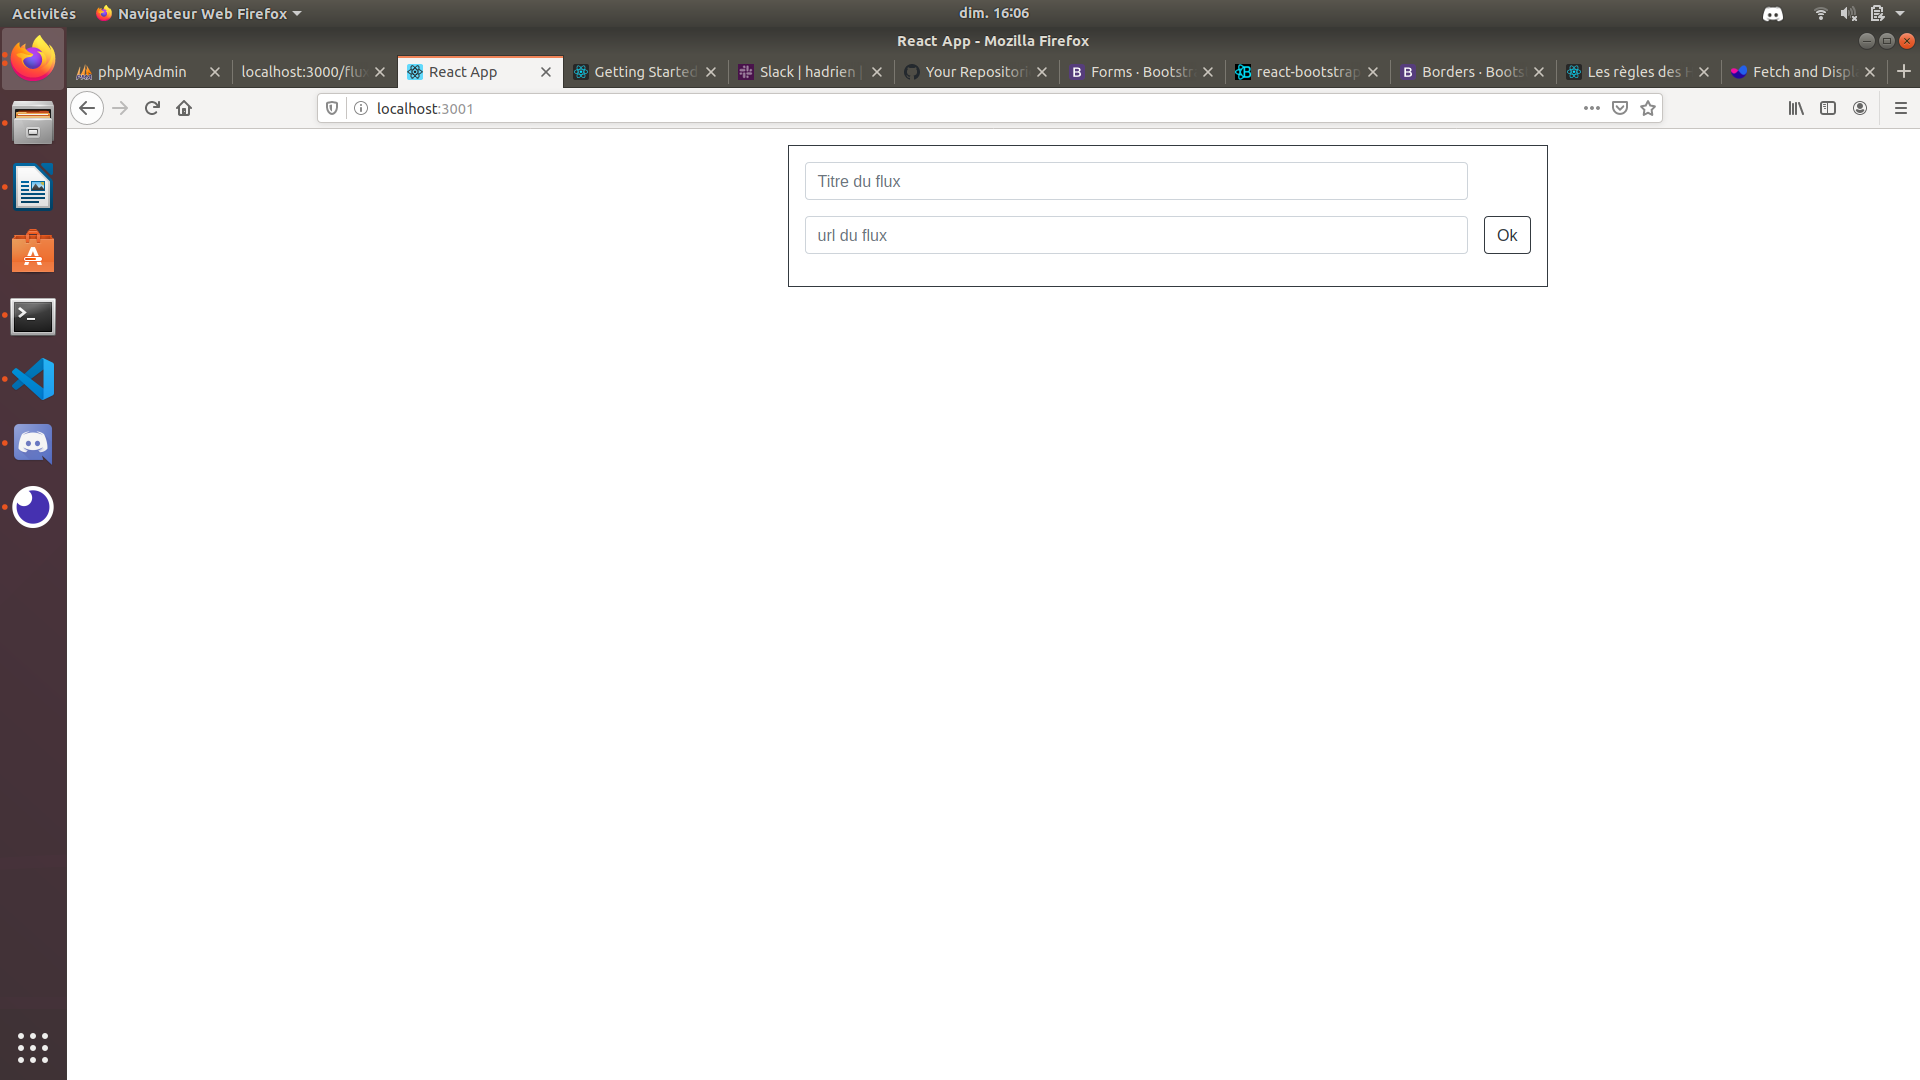 Activités Navigateur Web Firefox dim. 16:06
React App - Mozilla Firefox
phpMyAdmin localhost:3000/flu React App Getting Started Slack | hadrien | Your Repositori Forms · Bootstr react-bootstrap Borders · Boots Les règles des H Fetch and Displ
localhost:3001
Titre du flux
url du flux Ok